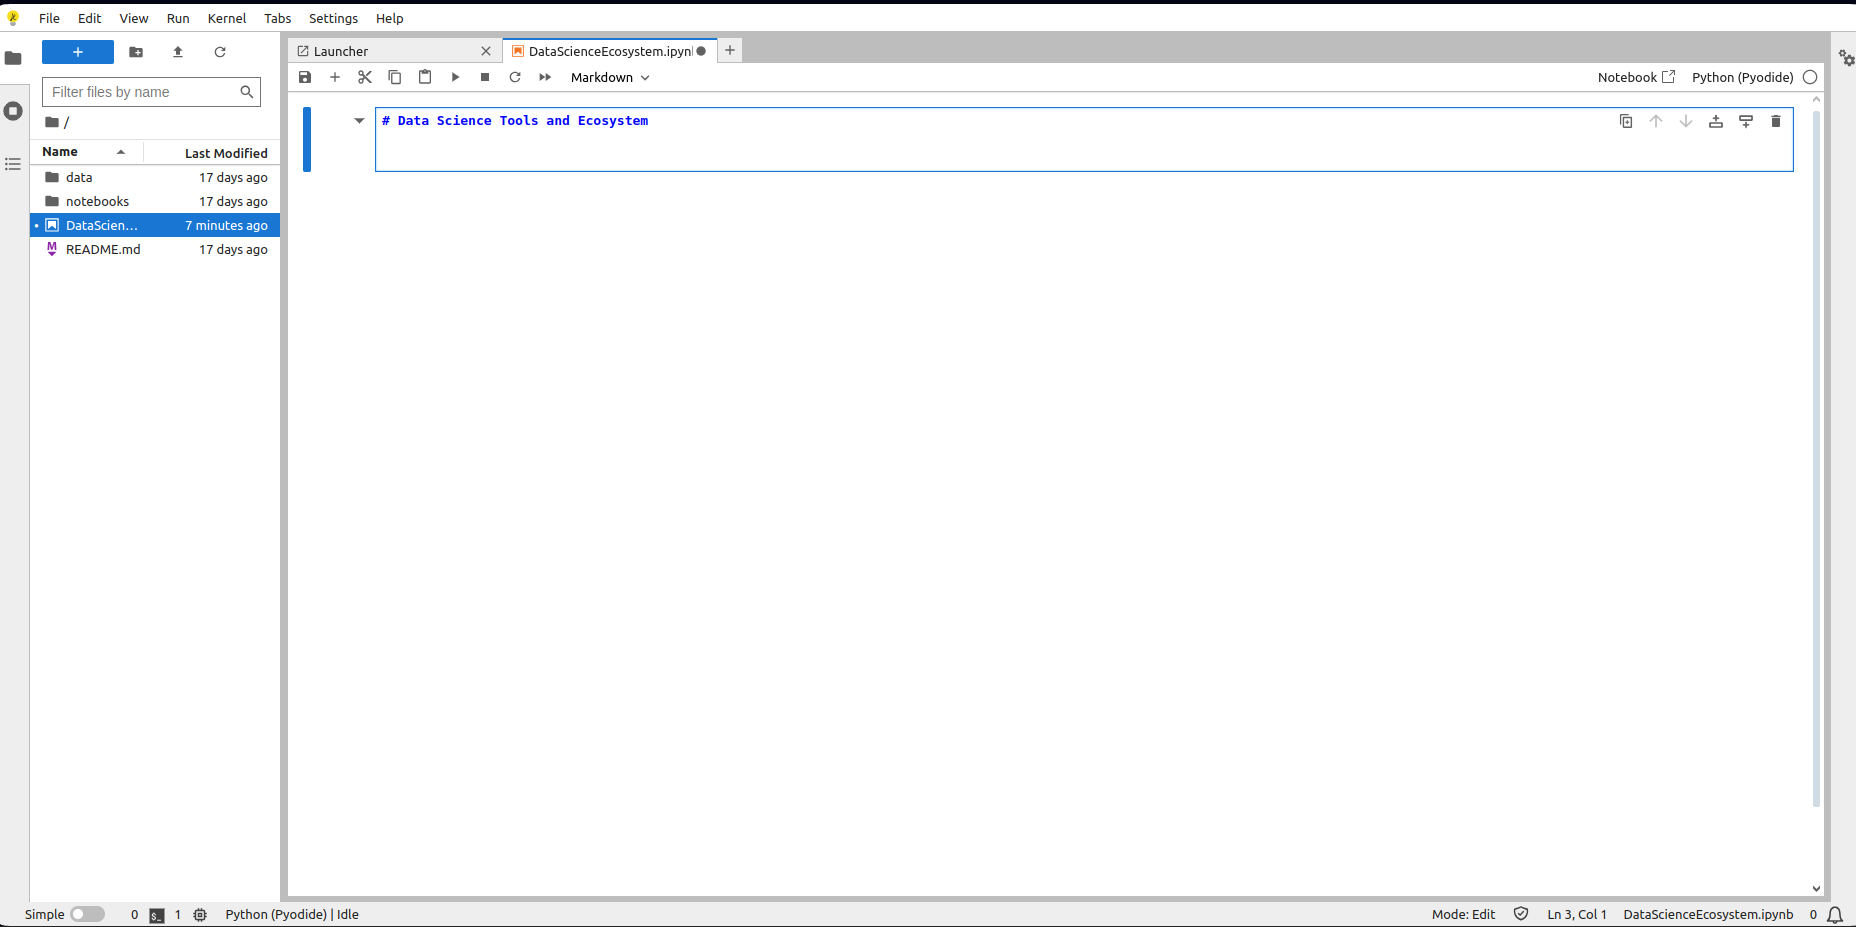 File Edit View Run Kernel Tabs Settings Help
Launcher
DataScienceEcosystem.ipynb
Markdown
Notebook
Python (Pyodide)
Filter files by name
/
Name Last Modified
data 17 days ago
notebooks 17 days ago
DataScien... 7 minutes ago
README.md 17 days ago
# Data Science Tools and Ecosystem
Simple 0 $_ 1 Python (Pyodide) | Idle
Mode: Edit Ln 3, Col 1 DataScienceEcosystem.ipynb 0